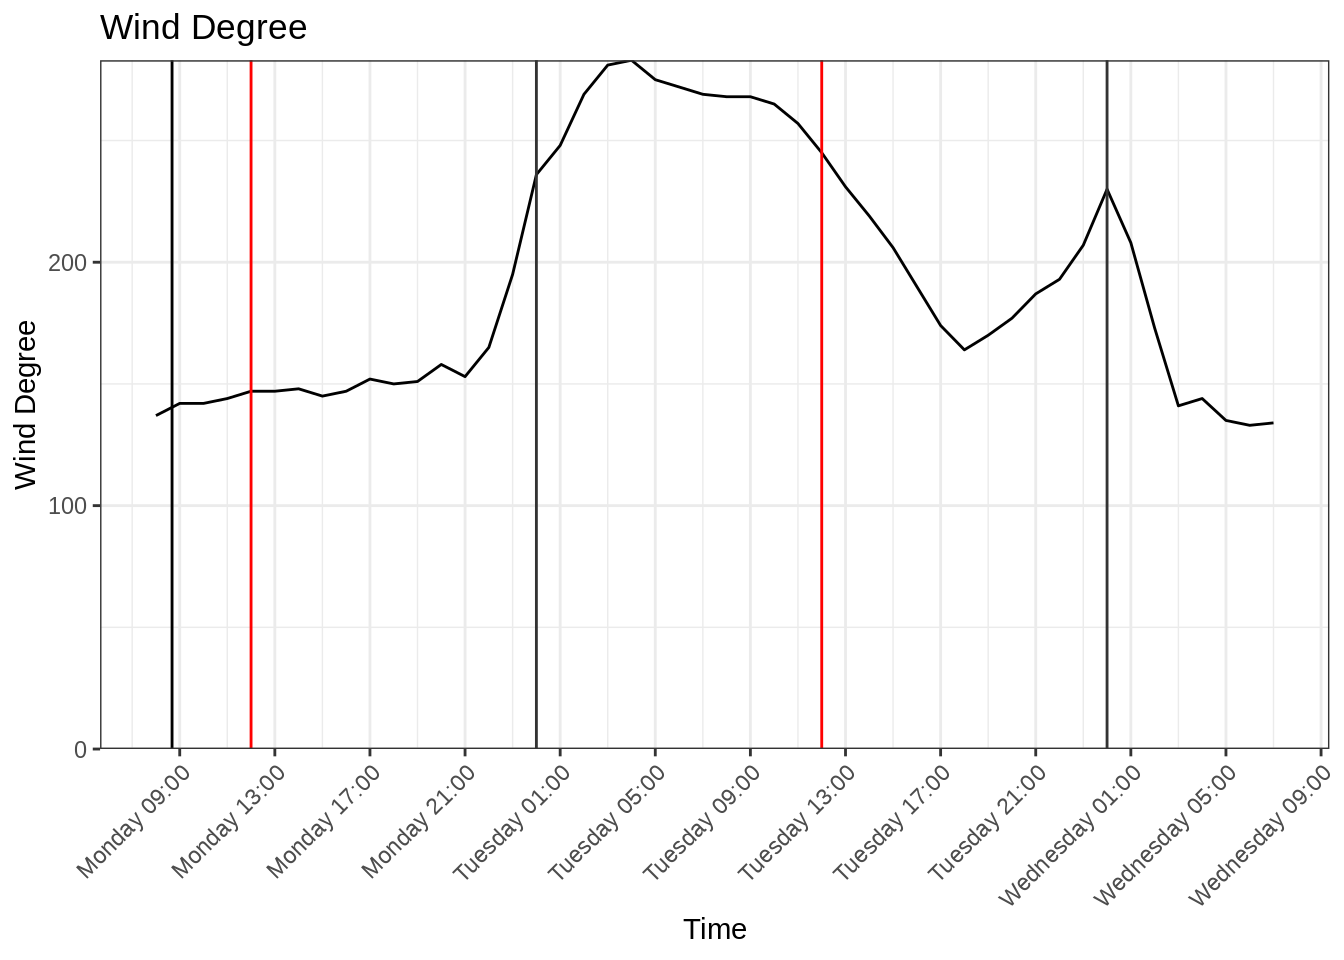 Wind Degree
Wind Degree
200
100
0
Monday 09:00
Monday 13:00
Monday 17:00
Monday 21:00
Tuesday 01:00
Tuesday 05:00
Tuesday 09:00
Tuesday 13:00
Tuesday 17:00
Tuesday 21:00
Wednesday 01:00
Wednesday 05:00
Wednesday 09:00
Time